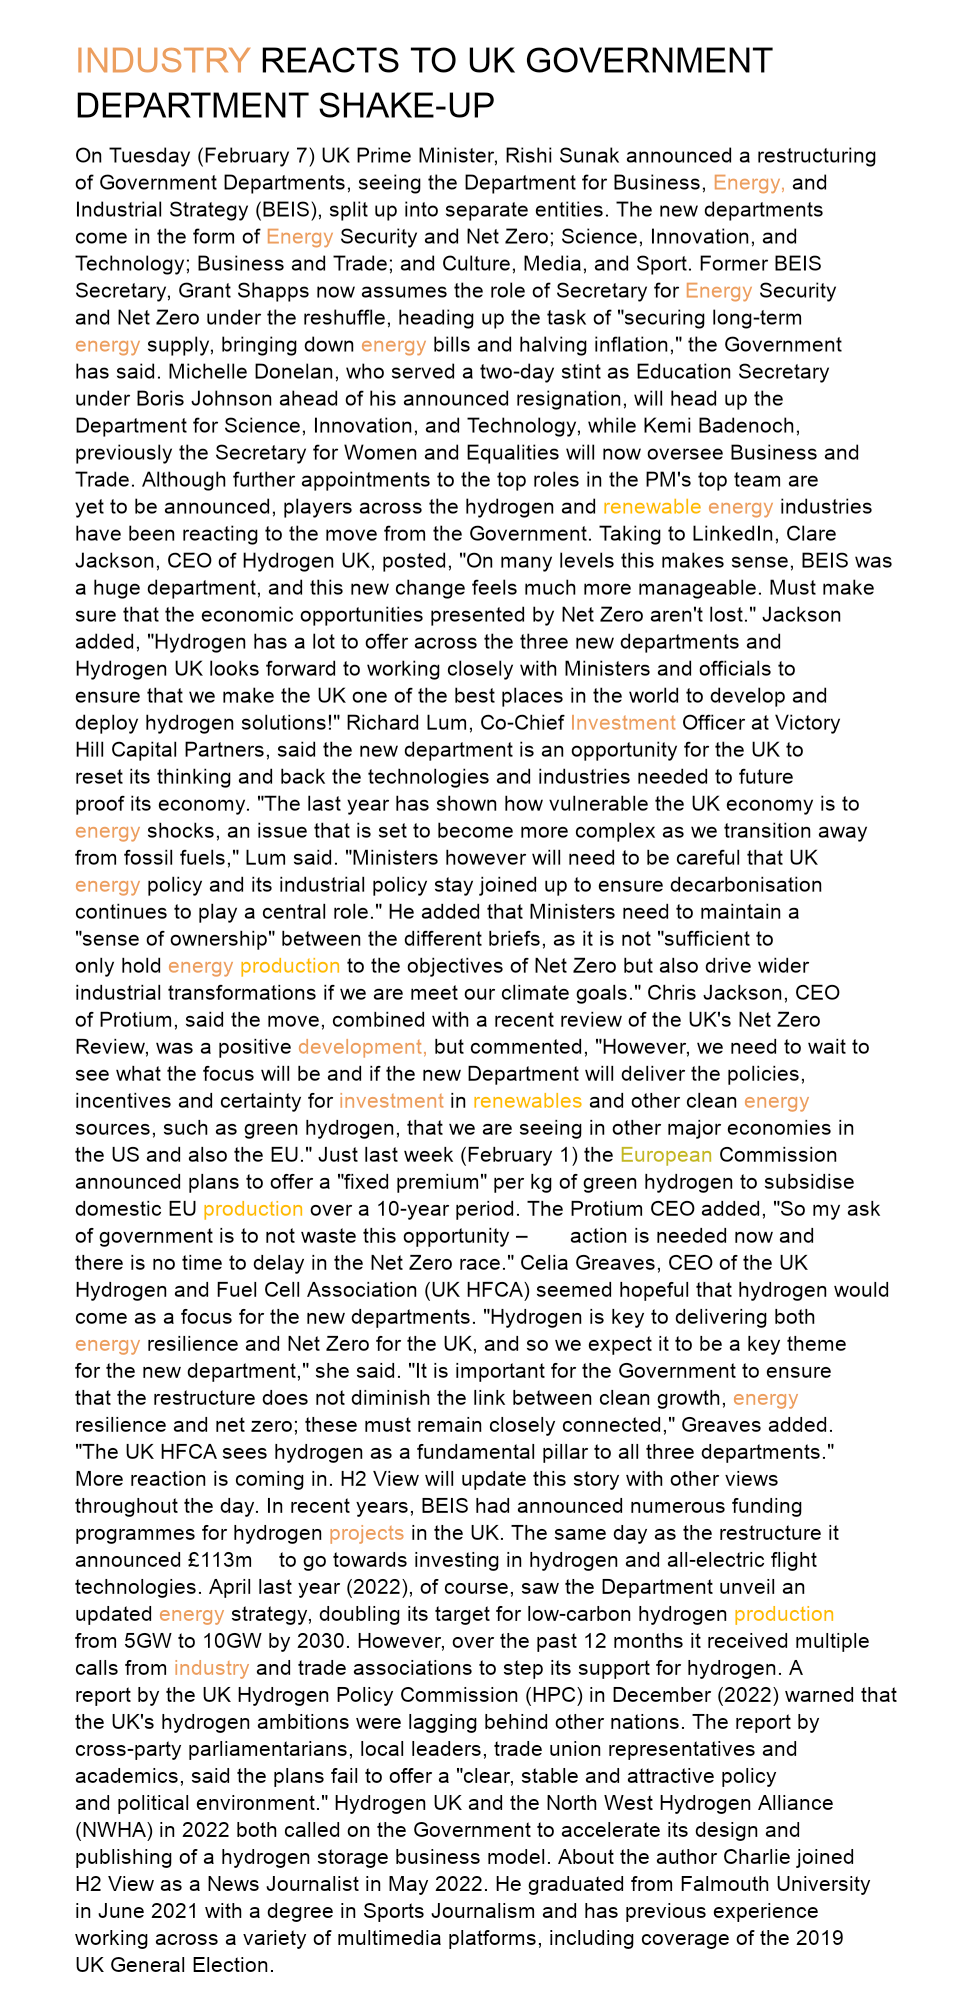 INDUSTRY REACTS TO UK GOVERNMENT
DEPARTMENT SHAKE-UP
On Tuesday (February 7) UK Prime Minister, Rishi Sunak announced a restructuring
of Government Departments, seeing the Department for Business, Energy, and
Industrial Strategy (BEIS), split up into separate entities. The new departments
come in the form of Energy Security and Net Zero; Science, Innovation, and
Technology; Business and Trade; and Culture, Media, and Sport. Former BEIS
Secretary, Grant Shapps now assumes the role of Secretary for Energy Security
and Net Zero under the reshuffle, heading up the task of "securing long-term
energy supply, bringing down energy bills and halving inflation," the Government
has said. Michelle Donelan, who served a two-day stint as Education Secretary
under Boris Johnson ahead of his announced resignation, will head up the
Department for Science, Innovation, and Technology, while Kemi Badenoch,
previously the Secretary for Women and Equalities will now oversee Business and
Trade. Although further appointments to the top roles in the PM's top team are
yet to be announced, players across the hydrogen and renewable energy industries
have been reacting to the move from the Government. Taking to LinkedIn, Clare
Jackson, CEO of Hydrogen UK, posted, "On many levels this makes sense, BEIS was
a huge department, and this new change feels much more manageable. Must make
sure that the economic opportunities presented by Net Zero aren't lost." Jackson
added, "Hydrogen has a lot to offer across the three new departments and
Hydrogen UK looks forward to working closely with Ministers and officials to
ensure that we make the UK one of the best places in the world to develop and
deploy hydrogen solutions!" Richard Lum, Co-Chief Investment Officer at Victory
Hill Capital Partners, said the new department is an opportunity for the UK to
reset its thinking and back the technologies and industries needed to future
proof its economy. "The last year has shown how vulnerable the UK economy is to
energy shocks, an issue that is set to become more complex as we transition away
from fossil fuels," Lum said. "Ministers however will need to be careful that UK
energy policy and its industrial policy stay joined up to ensure decarbonisation
continues to play a central role." He added that Ministers need to maintain a
"sense of ownership" between the different briefs, as it is not "sufficient to
only hold energy production to the objectives of Net Zero but also drive wider
industrial transformations if we are meet our climate goals." Chris Jackson, CEO
of Protium, said the move, combined with a recent review of the UK's Net Zero
Review, was a positive development, but commented, "However, we need to wait to
see what the focus will be and if the new Department will deliver the policies,
incentives and certainty for investment in renewables and other clean energy
sources, such as green hydrogen, that we are seeing in other major economies in
the US and also the EU." Just last week (February 1) the European Commission
announced plans to offer a "fixed premium" per kg of green hydrogen to subsidise
domestic EU production over a 10-year period. The Protium CEO added, "So my ask
of government is to not waste this opportunity – action is needed now and
there is no time to delay in the Net Zero race." Celia Greaves, CEO of the UK
Hydrogen and Fuel Cell Association (UK HFCA) seemed hopeful that hydrogen would
come as a focus for the new departments. "Hydrogen is key to delivering both
energy resilience and Net Zero for the UK, and so we expect it to be a key theme
for the new department," she said. "It is important for the Government to ensure
that the restructure does not diminish the link between clean growth, energy
resilience and net zero; these must remain closely connected," Greaves added.
"The UK HFCA sees hydrogen as a fundamental pillar to all three departments."
More reaction is coming in. H2 View will update this story with other views
throughout the day. In recent years, BEIS had announced numerous funding
programmes for hydrogen projects in the UK. The same day as the restructure it
announced £113m to go towards investing in hydrogen and all-electric flight
technologies. April last year (2022), of course, saw the Department unveil an
updated energy strategy, doubling its target for low-carbon hydrogen production
from 5GW to 10GW by 2030. However, over the past 12 months it received multiple
calls from industry and trade associations to step its support for hydrogen. A
report by the UK Hydrogen Policy Commission (HPC) in December (2022) warned that
the UK's hydrogen ambitions were lagging behind other nations. The report by
cross-party parliamentarians, local leaders, trade union representatives and
academics, said the plans fail to offer a "clear, stable and attractive policy
and political environment." Hydrogen UK and the North West Hydrogen Alliance
(NWHA) in 2022 both called on the Government to accelerate its design and
publishing of a hydrogen storage business model. About the author Charlie joined
H2 View as a News Journalist in May 2022. He graduated from Falmouth University
in June 2021 with a degree in Sports Journalism and has previous experience
working across a variety of multimedia platforms, including coverage of the 2019
UK General Election.